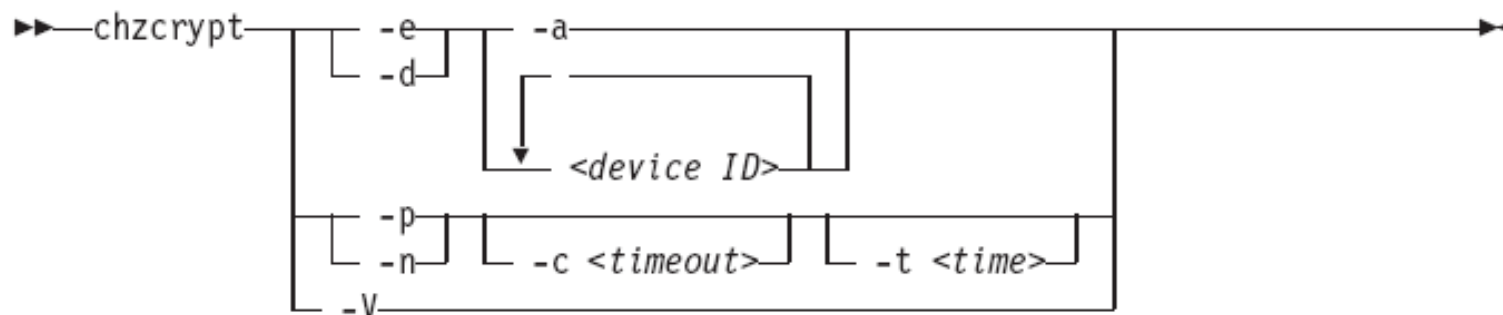 chzcrypt -e -a
-d
<device ID>
-p
-n -c <timeout> -t <time>
-V